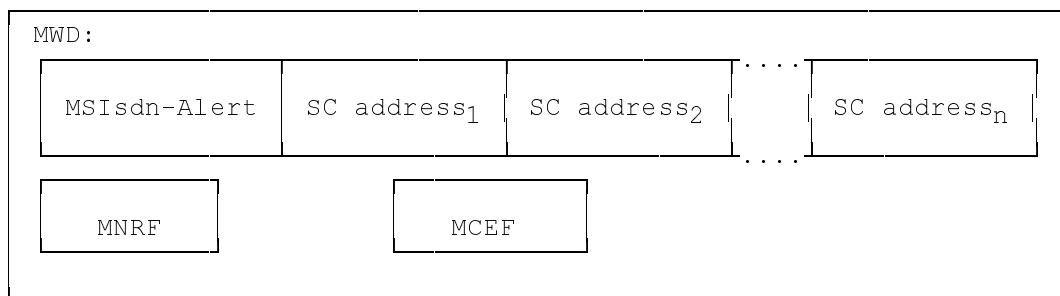 MWD:
....
MSIsdn-Alert SC address1 SC address2 SC addressn
....
MNRF MCEF